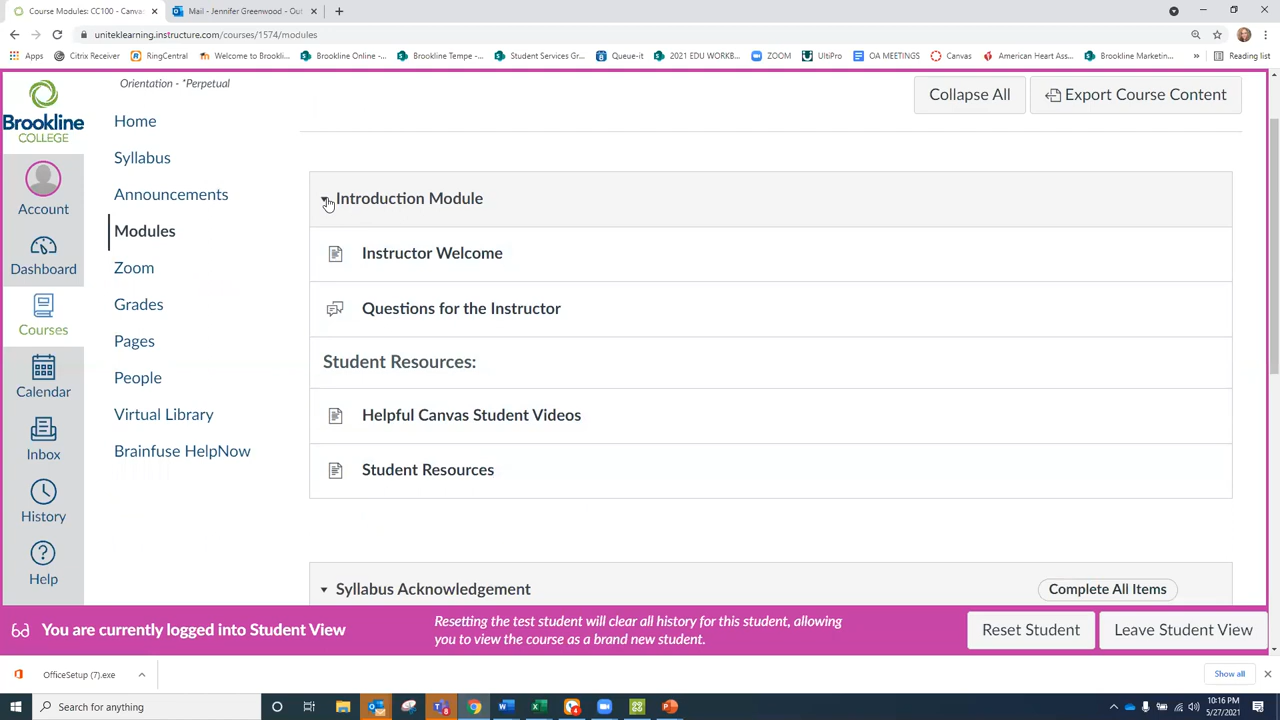 Course Modules: CC100 - Canvas
Mail - Jennifer Greenwood - Out
uniteklearning.instructure.com/courses/1574/modules
Apps
Citrix Receiver
RingCentral
Welcome to Brookli...
Brookline Online -...
Brookline Tempe -...
Student Services Gr...
Queue-it
2021 EDU WORKB...
ZOOM
UltiPro
OA MEETINGS
Canvas
American Heart Ass...
Brookline Marketin...
»
Reading list
Orientation - *Perpetual
Collapse All
Export Course Content
Brookline
COLLEGE
Account
Dashboard
Courses
Calendar
Inbox
History
Help
Home
Syllabus
Announcements
Modules
Zoom
Grades
Pages
People
Virtual Library
Brainfuse HelpNow
Introduction Module
Instructor Welcome
Questions for the Instructor
Student Resources:
Helpful Canvas Student Videos
Student Resources
Syllabus Acknowledgement
Complete All Items
You are currently logged into Student View
Resetting the test student will clear all history for this student, allowing
you to view the course as a brand new student.
Reset Student
Leave Student View
OfficeSetup (7).exe
Show all
Search for anything
10:16 PM
5/27/2021